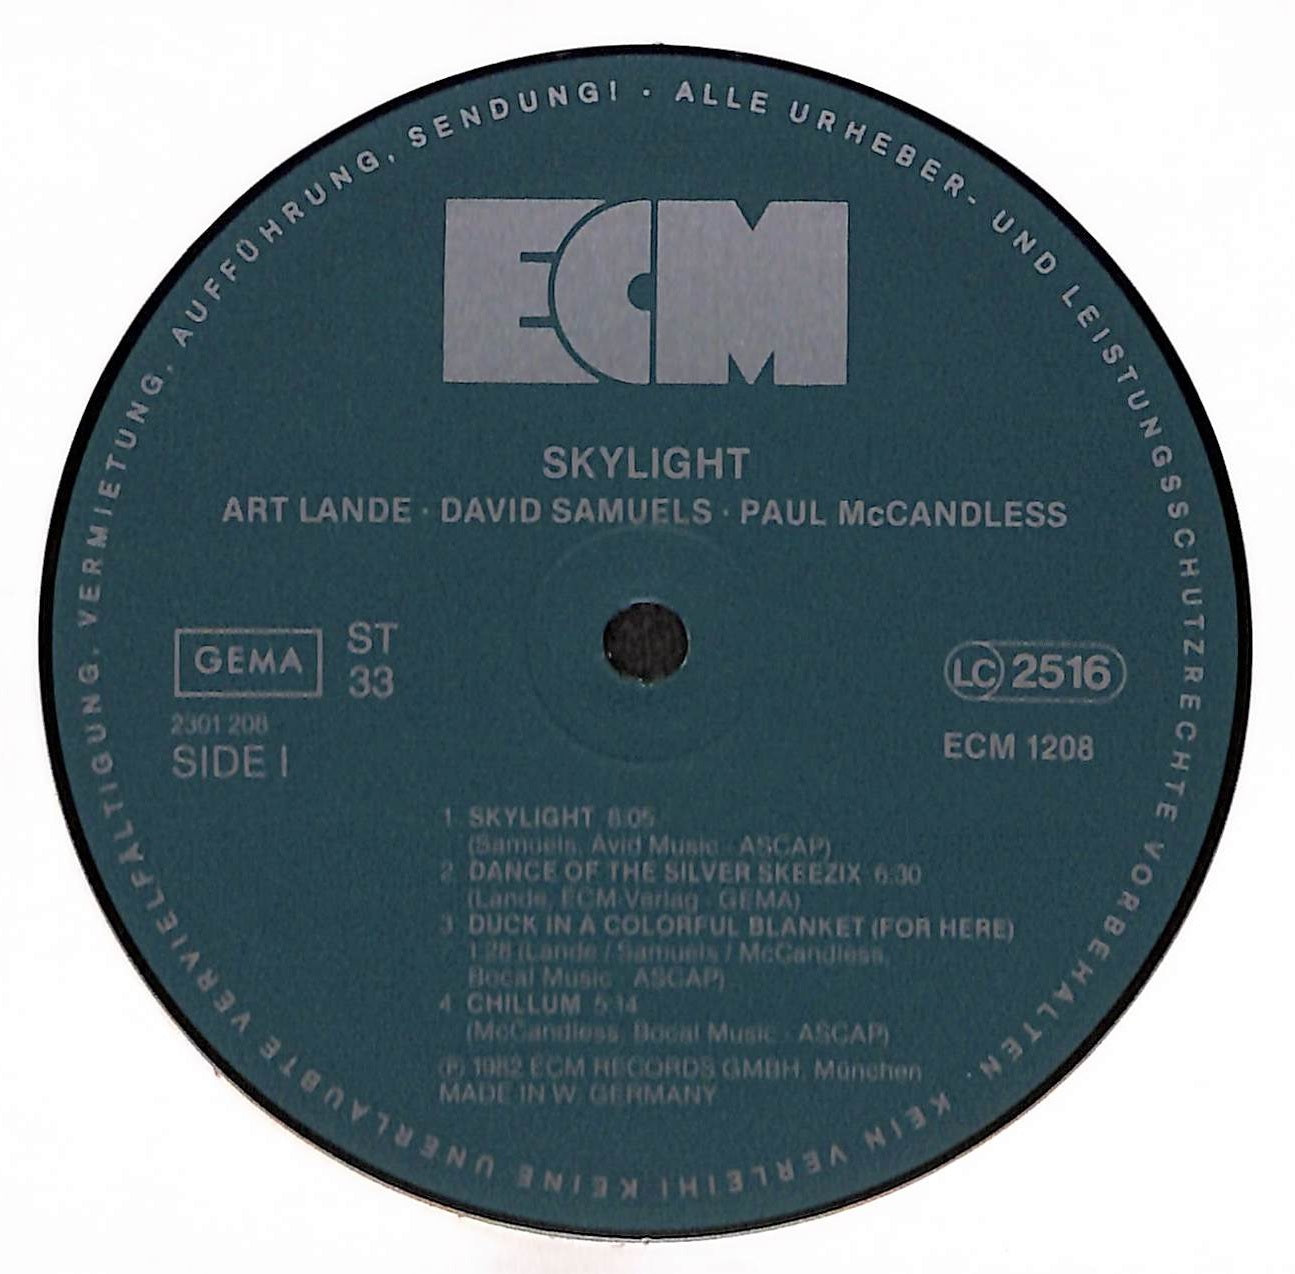 ALLE URHEBER- UND LEISTUNGSSCHUTZRECHTE VORBEHALTEN · KEIN VERLEIH! KEINE UNERLAUBTE VERVIELFÄLTIGUNG, VERMIETUNG, AUFFÜHRUNG, SENDUNG! ·
ECM
SKYLIGHT
ART LANDE · DAVID SAMUELS · PAUL McCANDLESS
GEMA
ST
33
2301 208
SIDE I
LC 2516
ECM 1208
1 SKYLIGHT 6:05
(Samuels, Avid Music · ASCAP)
2 DANCE OF THE SILVER SKEEZIX 6:30
(Lande, ECM-Verlag · GEMA)
3 DUCK IN A COLORFUL BLANKET (FOR HERE)
1:28 (Lande / Samuels / McCandless,
Bocal Music · ASCAP)
4 CHILLUM 5:14
(McCandless, Bocal Music · ASCAP)
℗ 1982 ECM RECORDS GMBH, München
MADE IN W. GERMANY